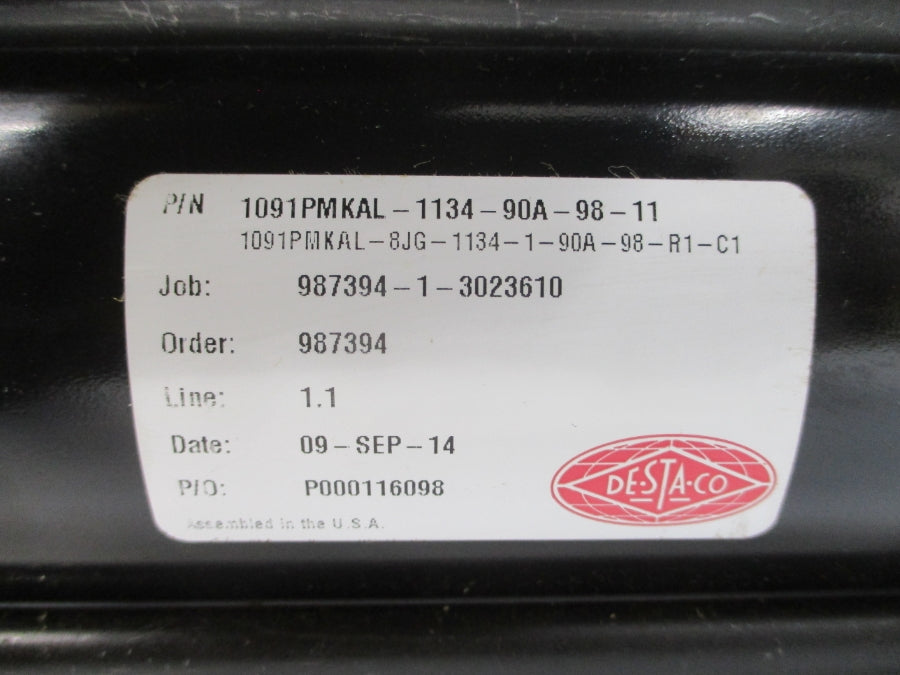 P/N 1091PMKAL-1134-90A-98-11
1091PMKAL-8JG-1134-1-90A-98-R1-C1
Job: 987394-1-3023610
Order: 987394
Line: 1.1
Date: 09-SEP-14
P/O: P000116098
DE-STA-CO
Assembled in the U.S.A.